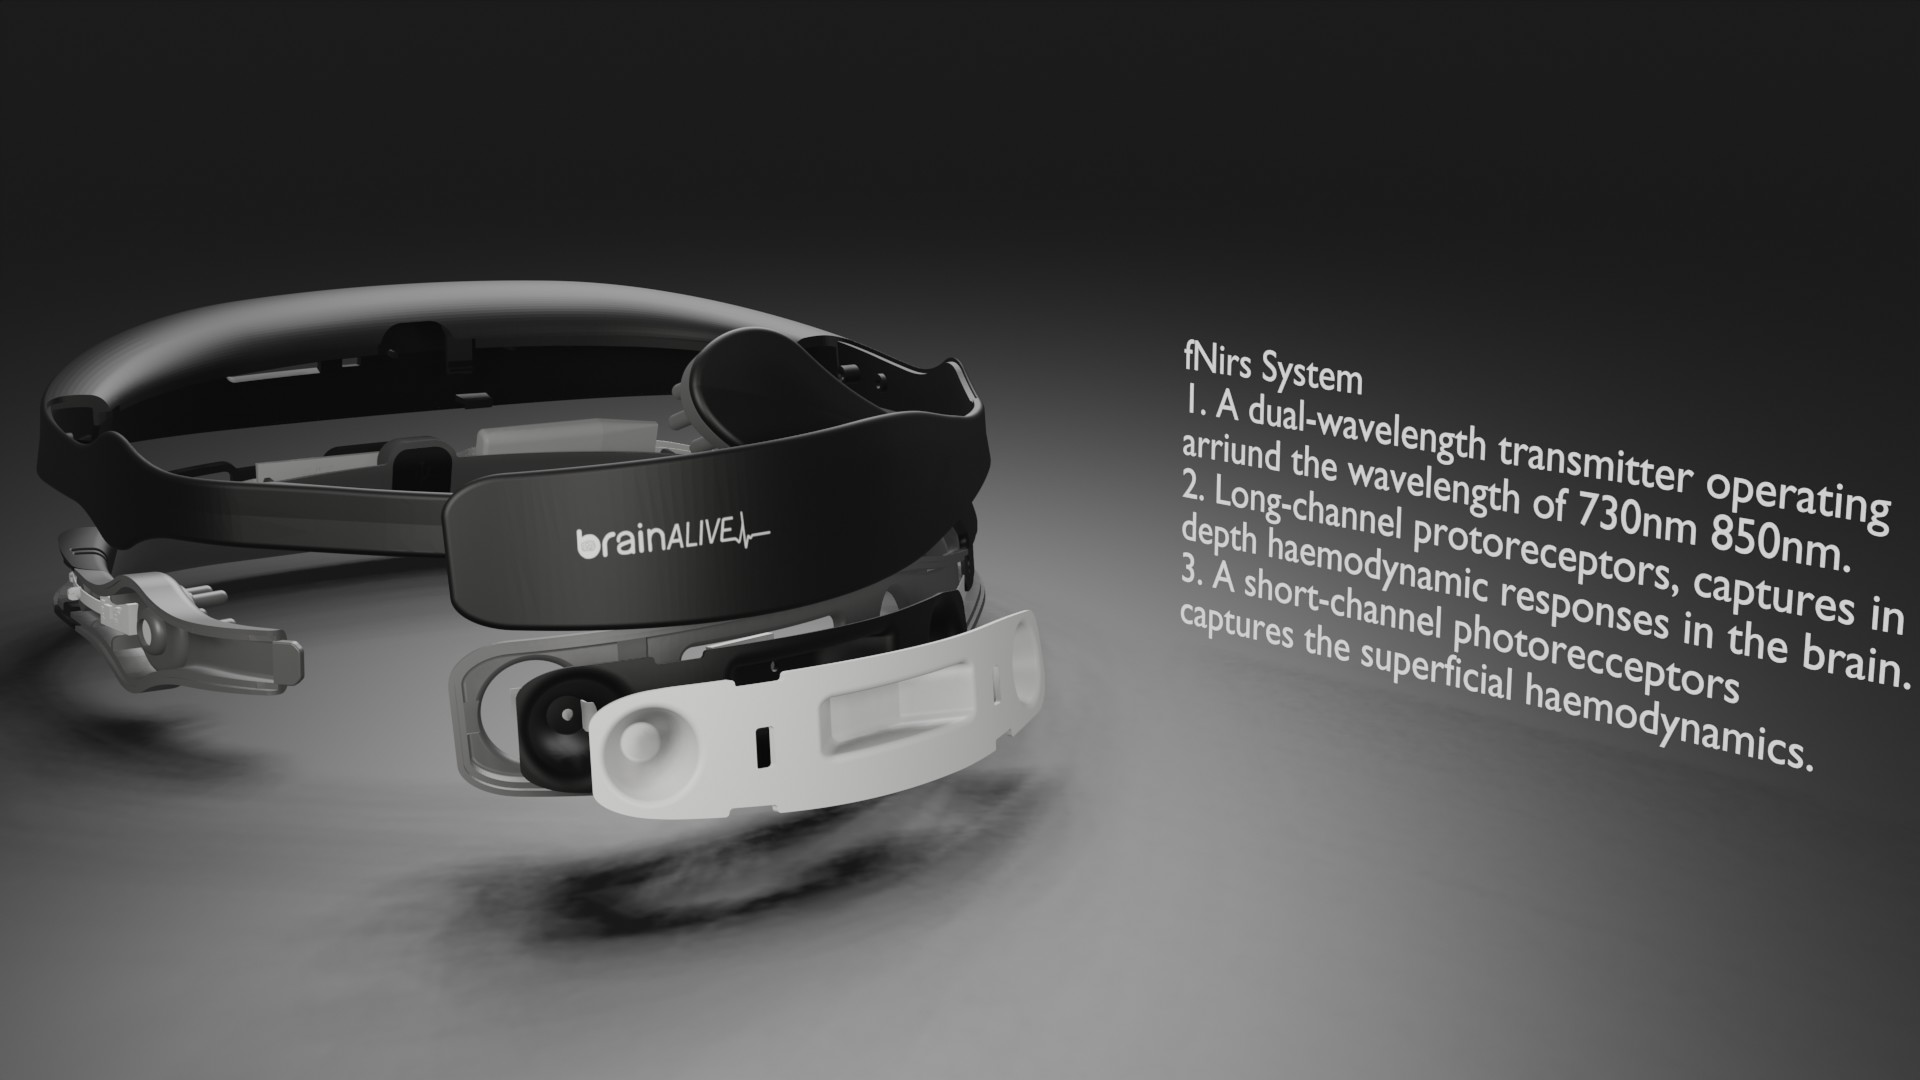 brainALIVE
fNirs System
1. A dual-wavelength transmitter operating
arriund the wavelength of 730nm 850nm.
2. Long-channel protoreceptors, captures in
depth haemodynamic responses in the brain.
3. A short-channel photorecceptors
captures the superficial haemodynamics.